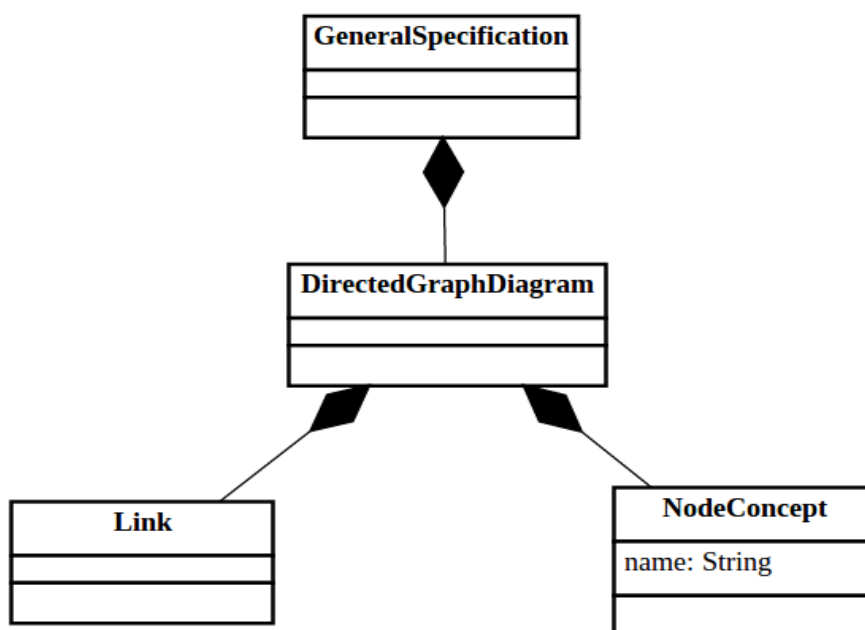 GeneralSpecification
DirectedGraphDiagram
Link
NodeConcept
name: String